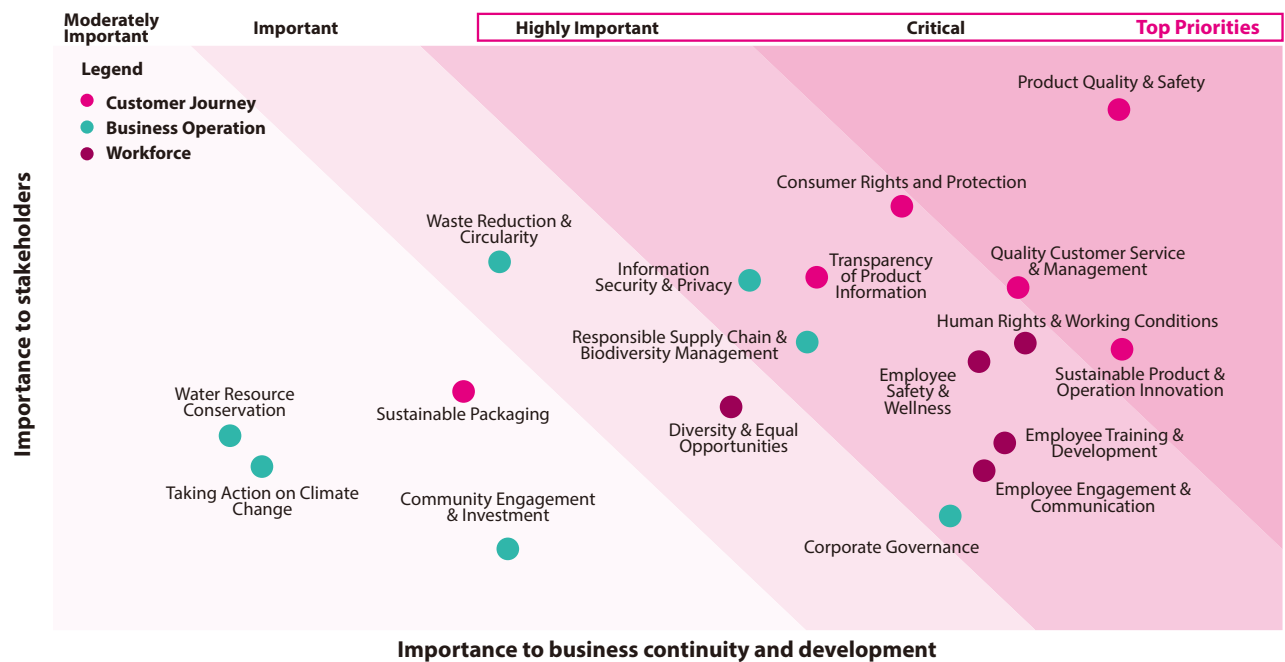 Moderately
Important
Important
Highly Important
Critical
Top Priorities
Legend
Customer Journey
Business Operation
Workforce
Product Quality & Safety
Consumer Rights and Protection
Waste Reduction &
Circularity
Information
Security & Privacy
Transparency
of Product
Information
Quality Customer Service
& Management
Human Rights & Working Conditions
Responsible Supply Chain &
Biodiversity Management
Employee
Safety &
Wellness
Sustainable Product &
Operation Innovation
Water Resource
Conservation
Sustainable Packaging
Diversity & Equal
Opportunities
Employee Training &
Development
Taking Action on Climate
Change
Community Engagement
& Investment
Employee Engagement &
Communication
Corporate Governance
Importance to stakeholders
Importance to business continuity and development